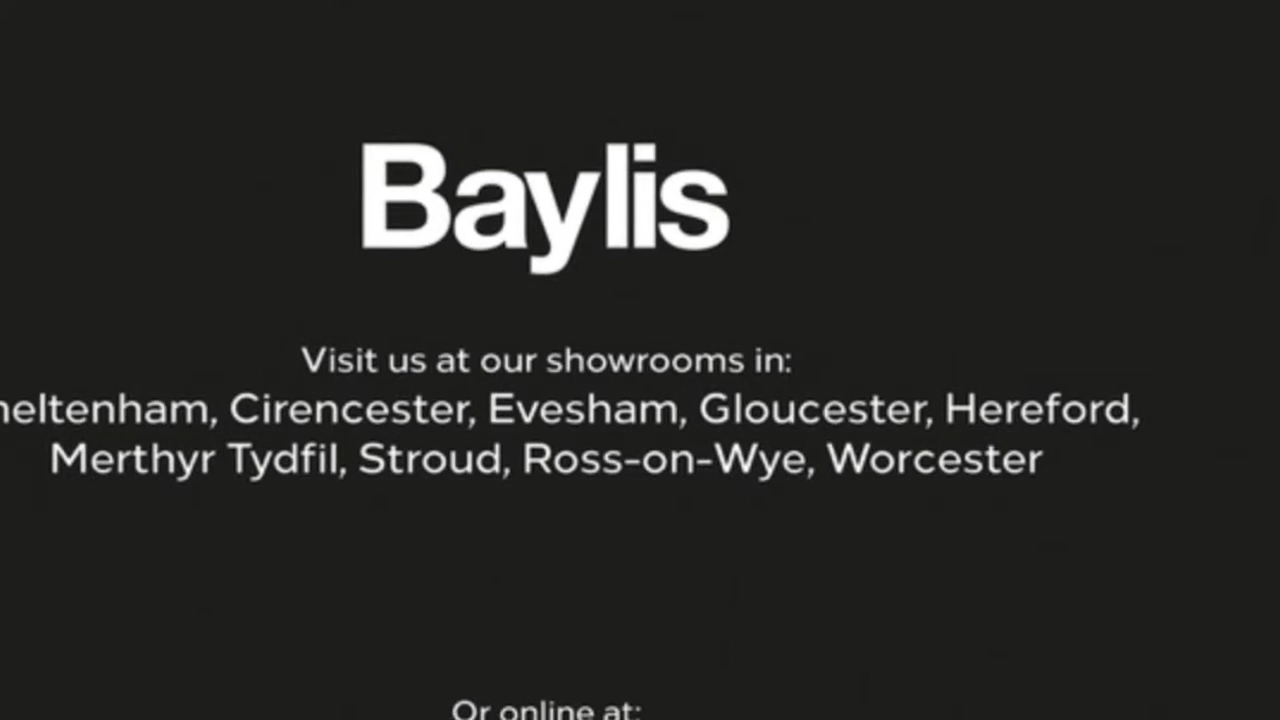 Baylis
Visit us at our showrooms in:
heltenham, Cirencester, Evesham, Gloucester, Hereford,
Merthyr Tydfil, Stroud, Ross-on-Wye, Worcester
Or online at: